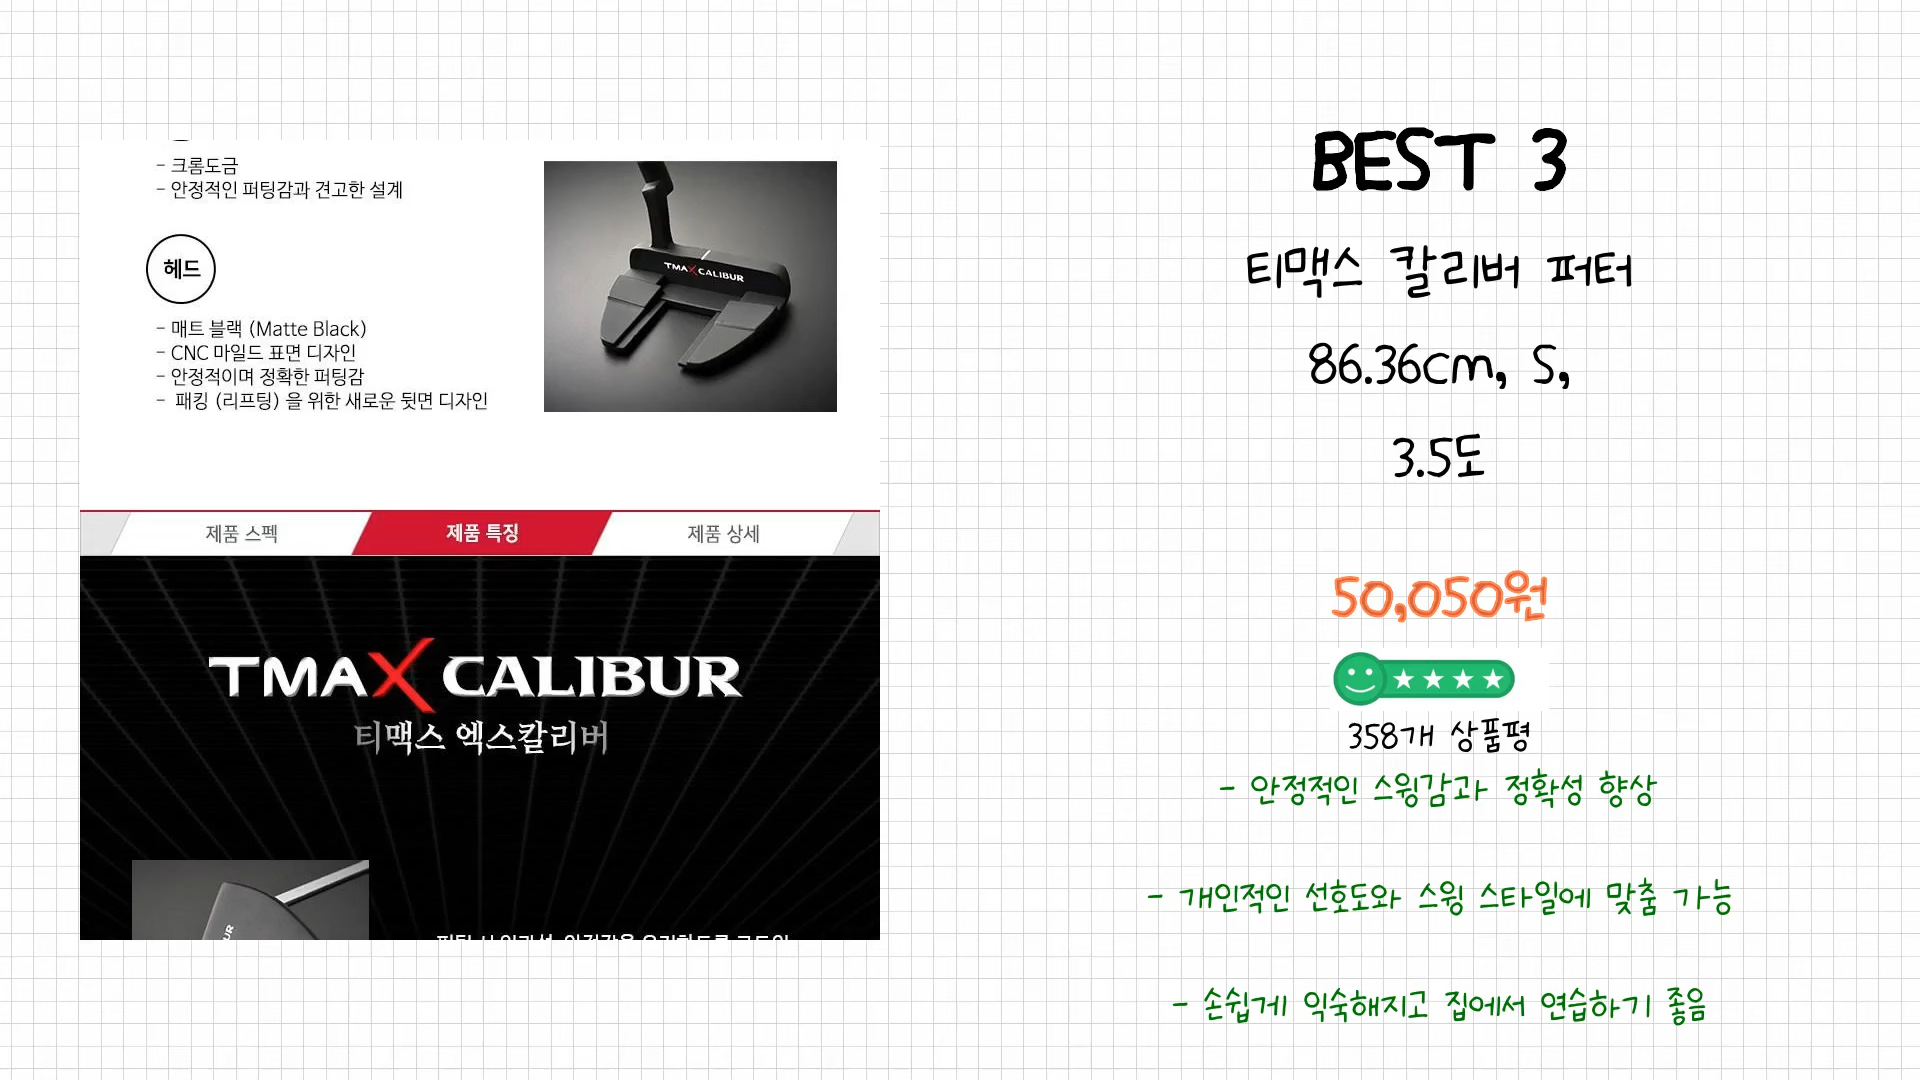 - 크롬도금
- 안정적인 퍼팅감과 견고한 설계
헤드
- 매트 블랙 (Matte Black)
- CNC 마일드 표면 디자인
- 안정적이며 정확한 퍼팅감
- 패킹 (리프팅) 을 위한 새로운 뒷면 디자인
TMAXCALIBUR
제품 스펙
제품 특징
제품 상세
TMAXCALIBUR
티맥스 엑스칼리버
UR
BEST 3
티맥스 칼리버 퍼터
86.36cm, S,
3.5도
50,050원
358개 상품평
- 안정적인 스윙감과 정확성 향상
- 개인적인 선호도와 스윙 스타일에 맞춤 가능
- 손쉽게 익숙해지고 집에서 연습하기 좋음